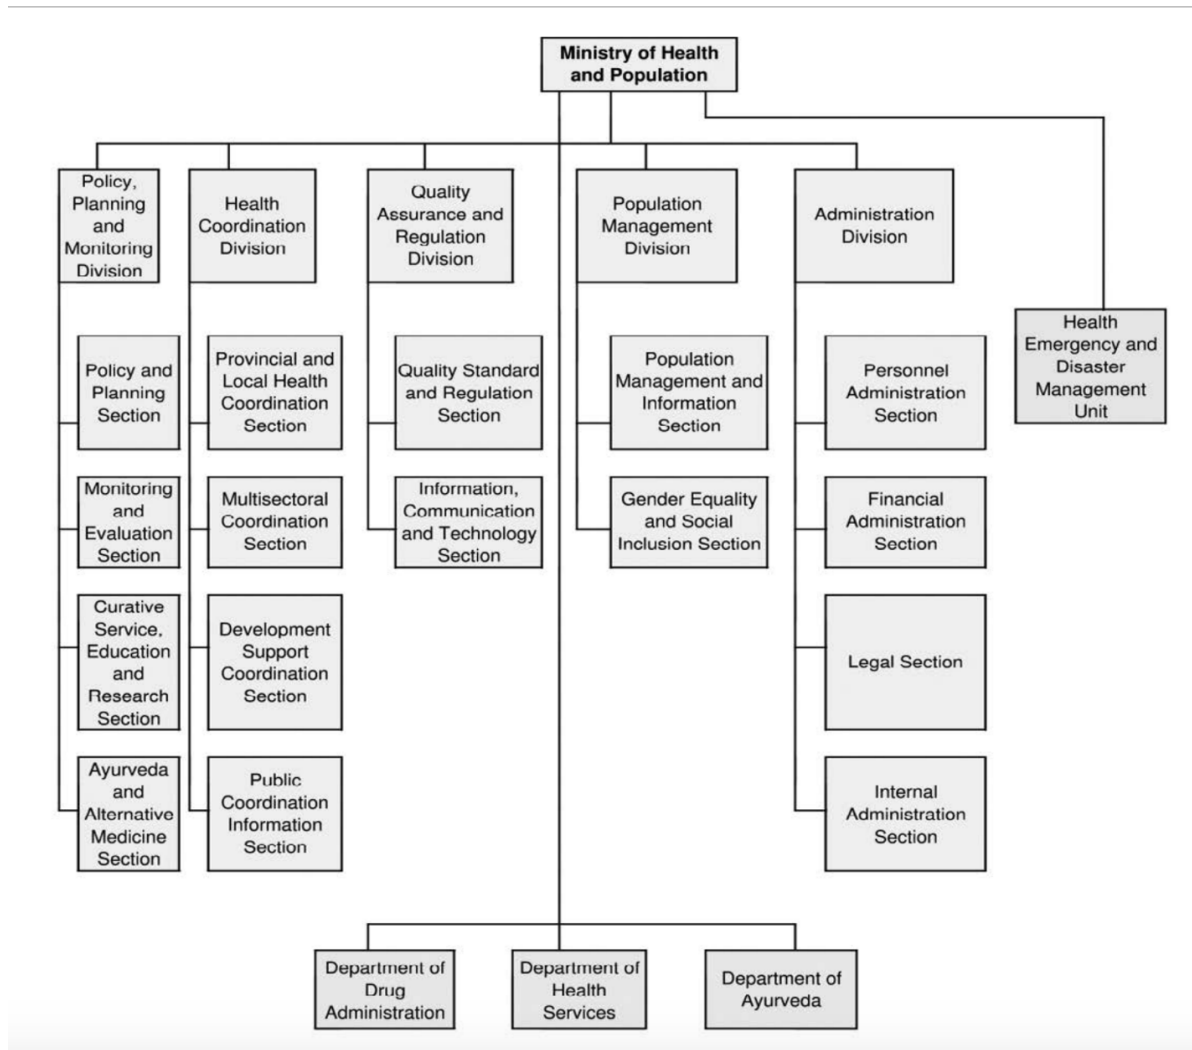 Ministry of Health
and Population
Policy,
Planning
and
Monitoring
Division
Health
Coordination
Division
Quality
Assurance and
Regulation
Division
Population
Management
Division
Administration
Division
Health
Emergency and
Disaster
Management
Unit
Policy and
Planning
Section
Provincial and
Local Health
Coordination
Section
Quality Standard
and Regulation
Section
Population
Management and
Information
Section
Personnel
Administration
Section
Monitoring
and
Evaluation
Section
Multisectoral
Coordination
Section
Information,
Communication
and Technology
Section
Gender Equality
and Social
Inclusion Section
Financial
Administration
Section
Curative
Service,
Education
and
Research
Section
Development
Support
Coordination
Section
Legal Section
Ayurveda
and
Alternative
Medicine
Section
Public
Coordination
Information
Section
Internal
Administration
Section
Department of
Drug
Administration
Department of
Health
Services
Department of
Ayurveda